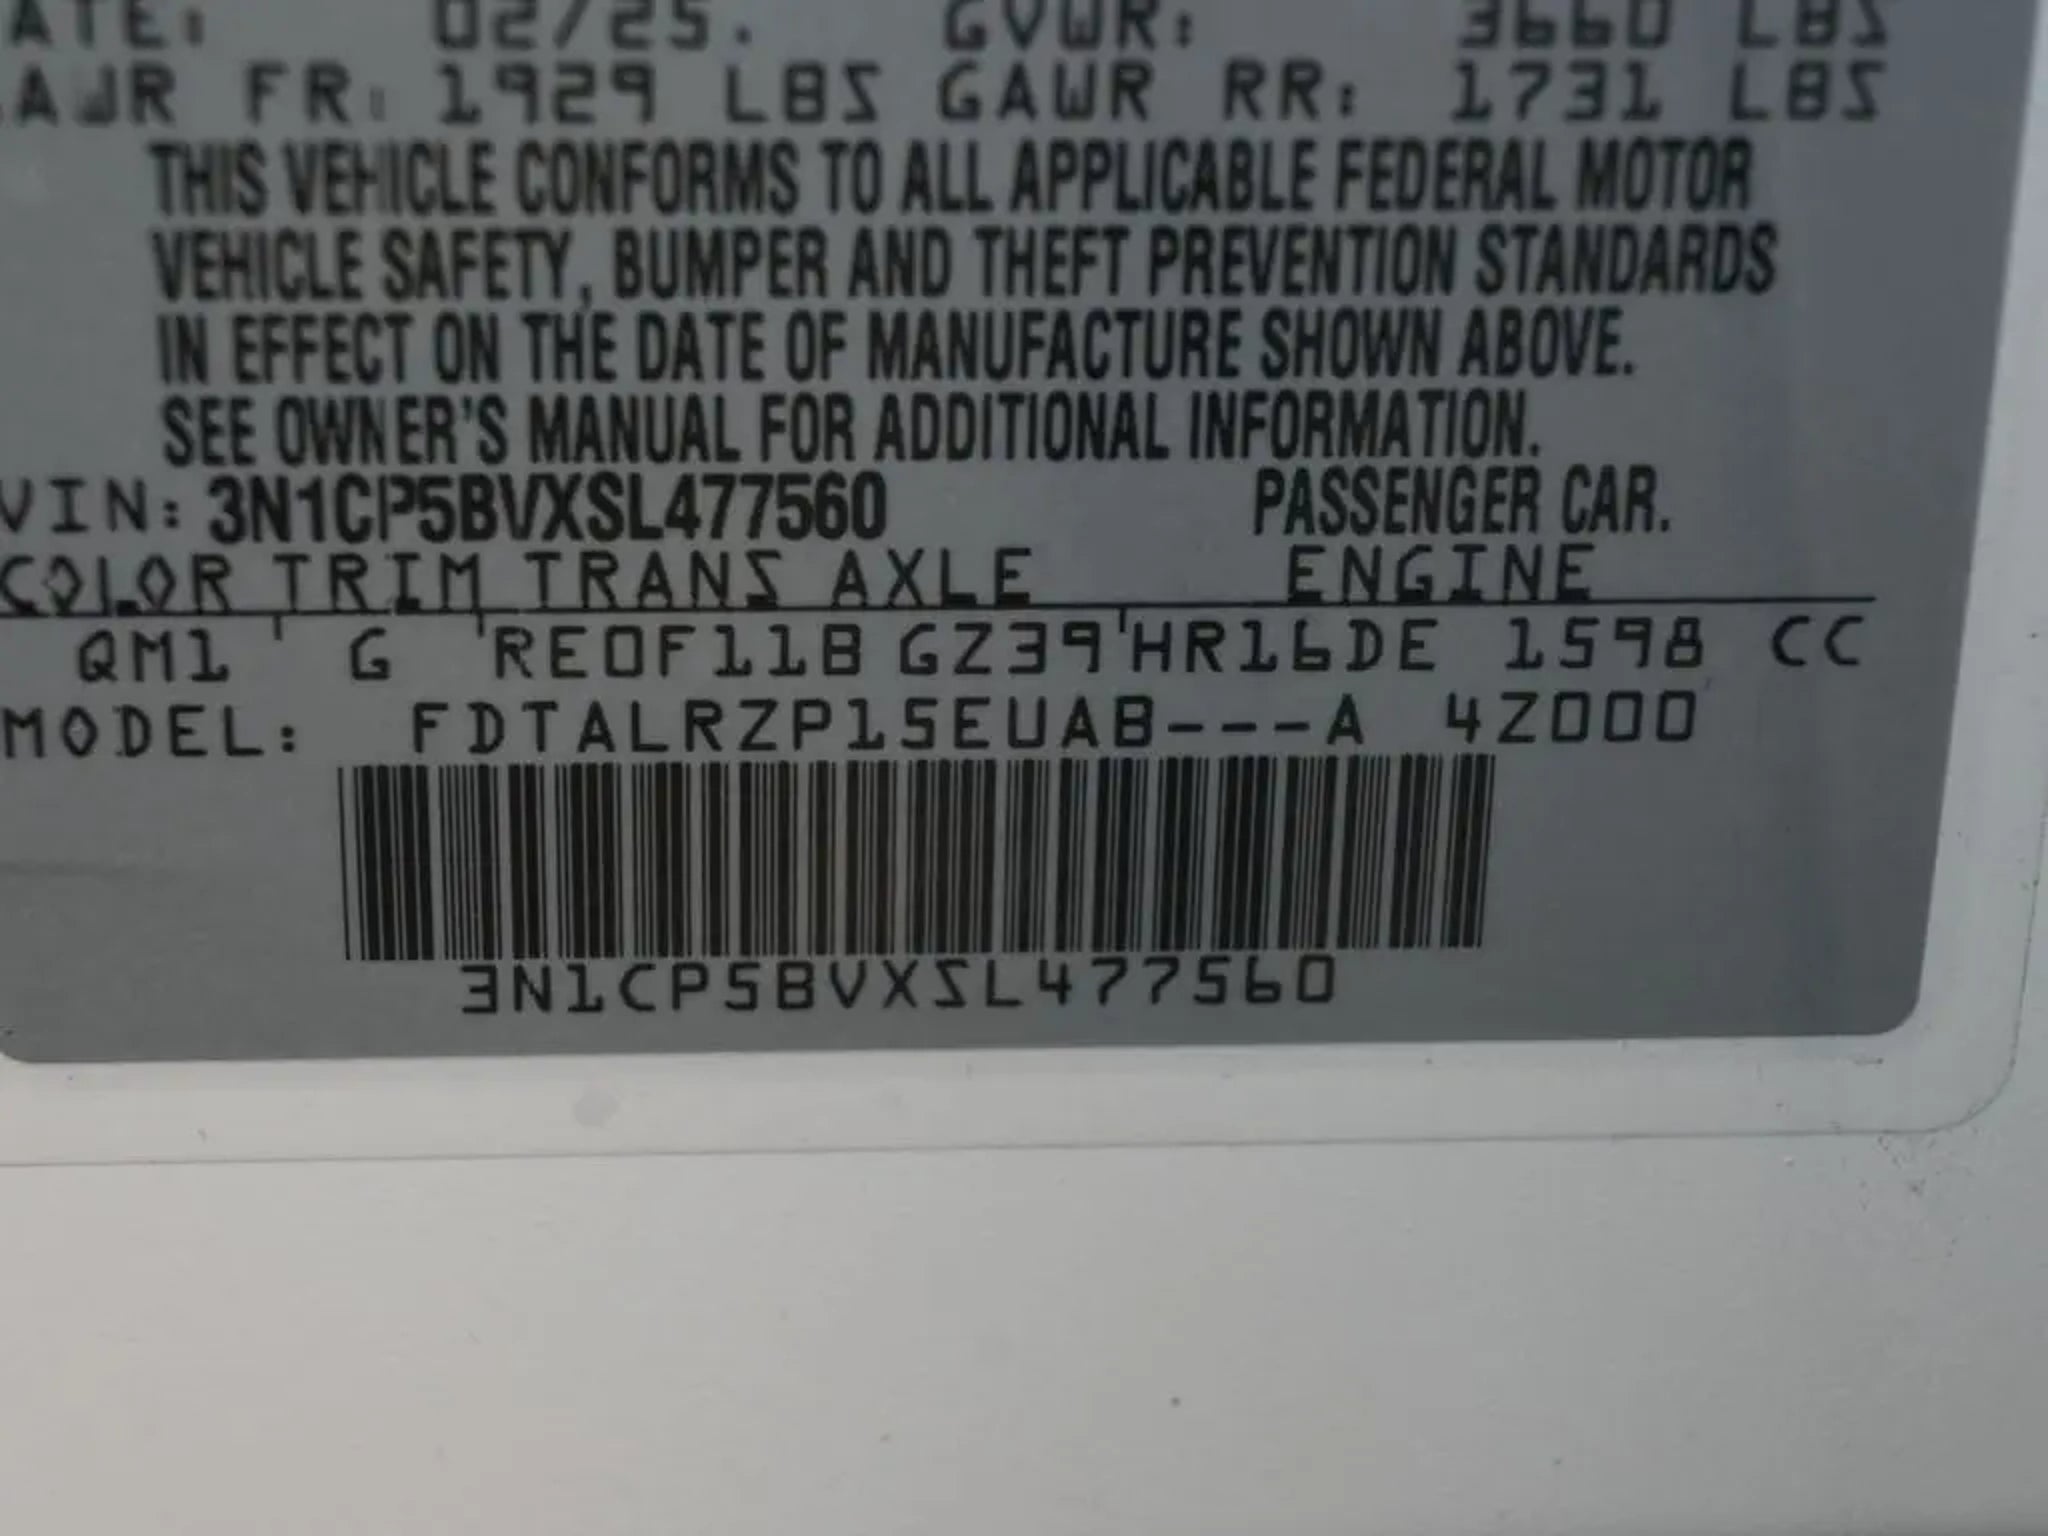 ATE: 02/25. GVWR: 3660 LBS
GAWR FR: 1929 LBS GAWR RR: 1731 LBS
THIS VEHICLE CONFORMS TO ALL APPLICABLE FEDERAL MOTOR
VEHICLE SAFETY, BUMPER AND THEFT PREVENTION STANDARDS
IN EFFECT ON THE DATE OF MANUFACTURE SHOWN ABOVE.
SEE OWNER'S MANUAL FOR ADDITIONAL INFORMATION.
VIN: 3N1CP5BVXSL477560 PASSENGER CAR.
COLOR TRIM TRANS AXLE ENGINE
QM1 G RE0F11B GZ39 HR16DE 1598 CC
MODEL: FDTALRZP15EUAB---A 4Z000
3N1CP5BVXSL477560